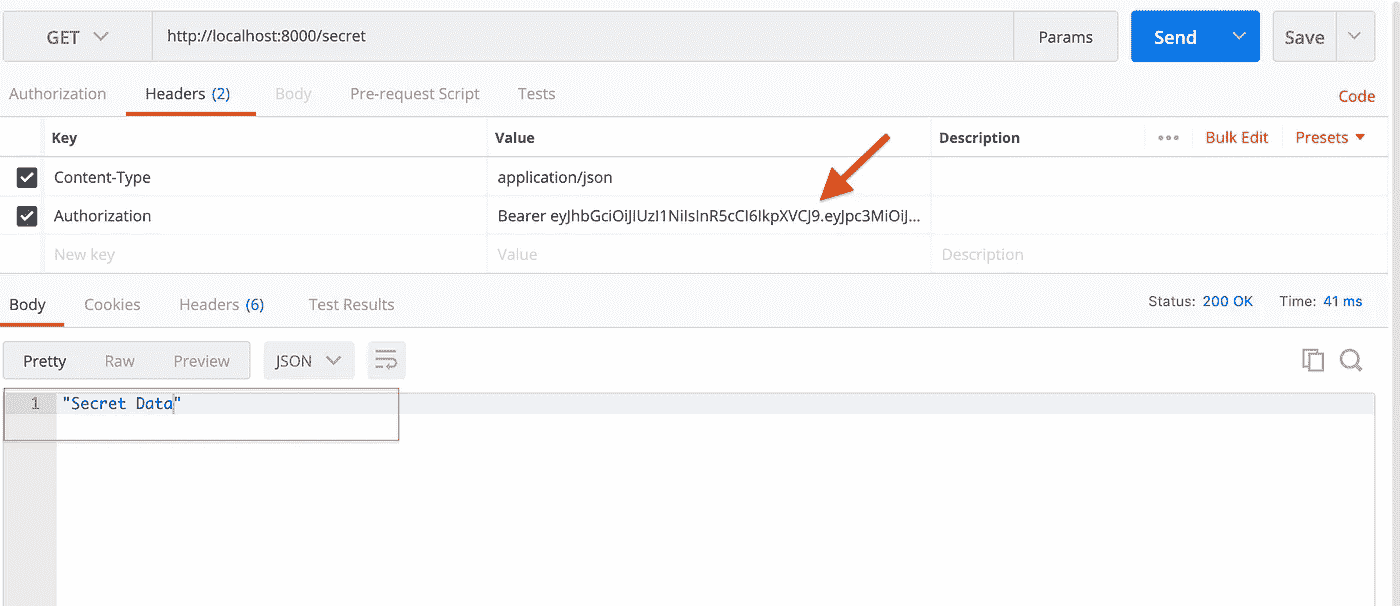 GET http://localhost:8000/secret Params Send Save
Authorization Headers (2) Body Pre-request Script Tests Code
Key Value Description Bulk Edit Presets
Content-Type application/json
Authorization Bearer eyJhbGciOiJIUzI1NiIsInR5cCI6IkpXVCJ9.eyJpc3MiOiJ...
New key Value Description
Body Cookies Headers (6) Test Results Status: 200 OK Time: 41 ms
Pretty Raw Preview JSON
1 "Secret Data"